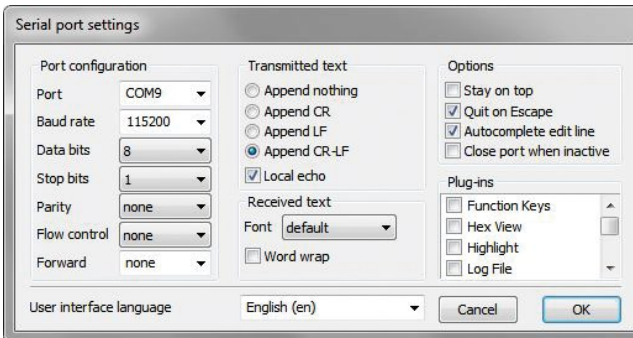 Serial port settings
Port configuration
Port COM9
Baud rate 115200
Data bits 8
Stop bits 1
Parity none
Flow control none
Forward none
Transmitted text
Append nothing
Append CR
Append LF
Append CR-LF
Local echo
Received text
Font default
Word wrap
Options
Stay on top
Quit on Escape
Autocomplete edit line
Close port when inactive
Plug-ins
Function Keys
Hex View
Highlight
Log File
User interface language English (en) Cancel OK